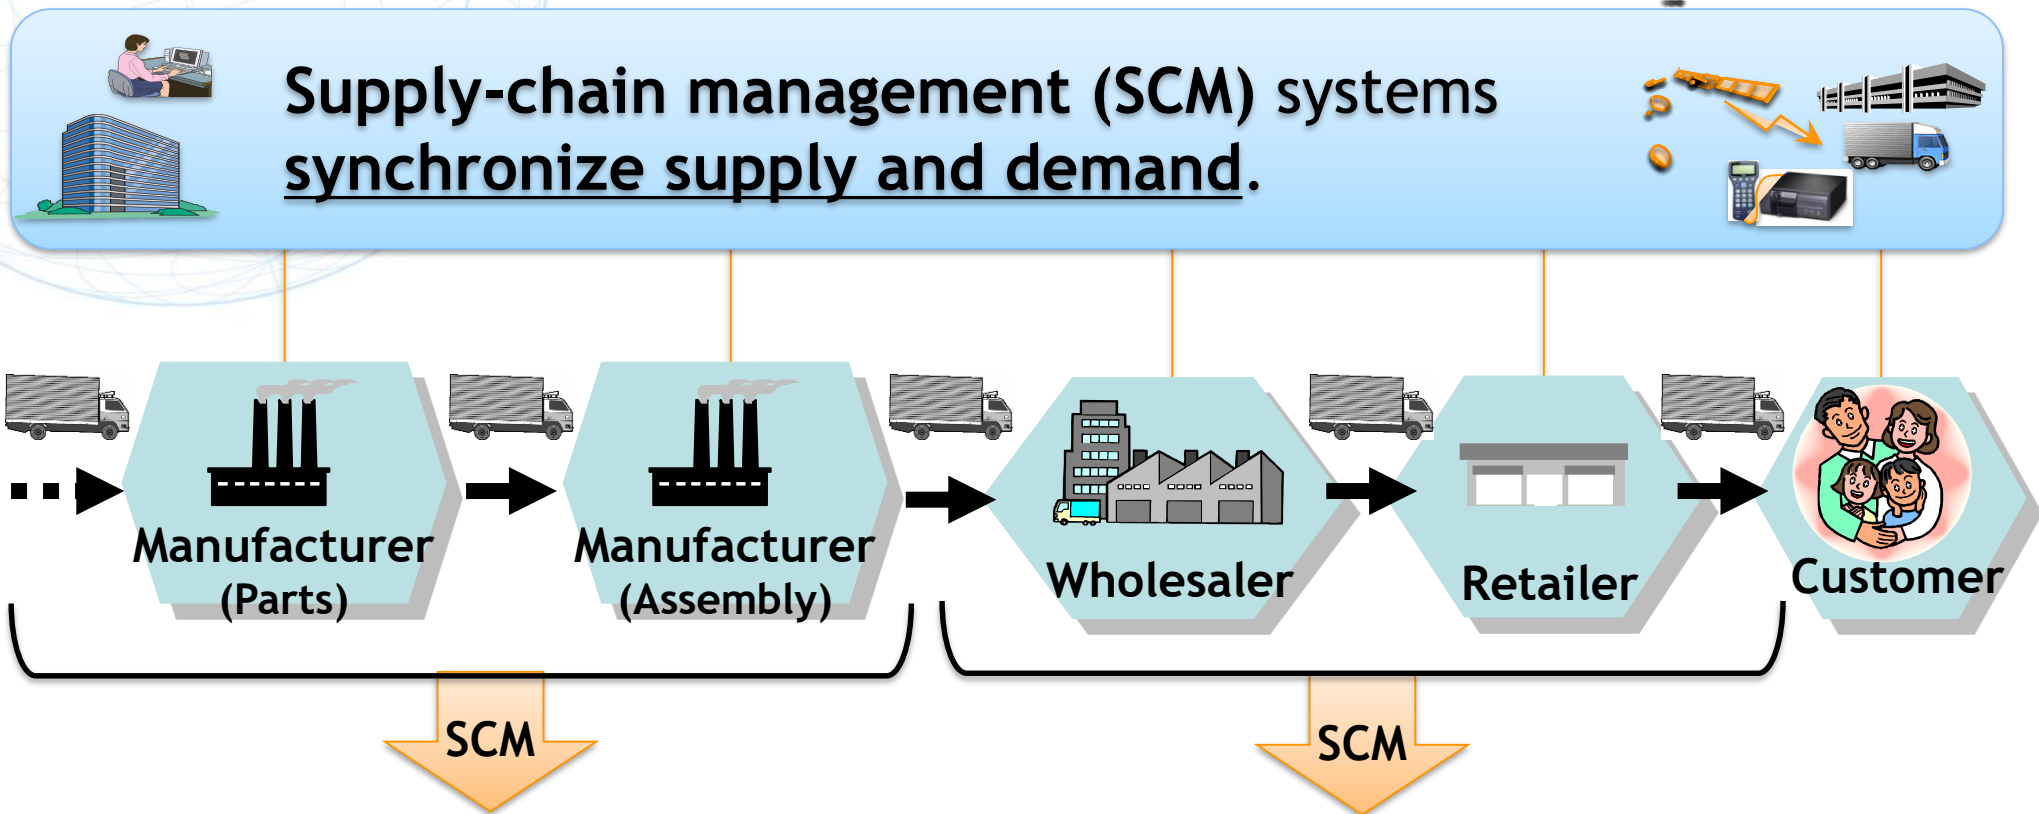 Supply-chain management (SCM) systems
synchronize supply and demand.
Manufacturer
(Parts)
Manufacturer
(Assembly)
Wholesaler
Retailer
Customer
SCM
SCM